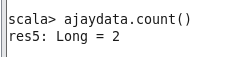 scala> ajaydata.count()
res5: Long = 2